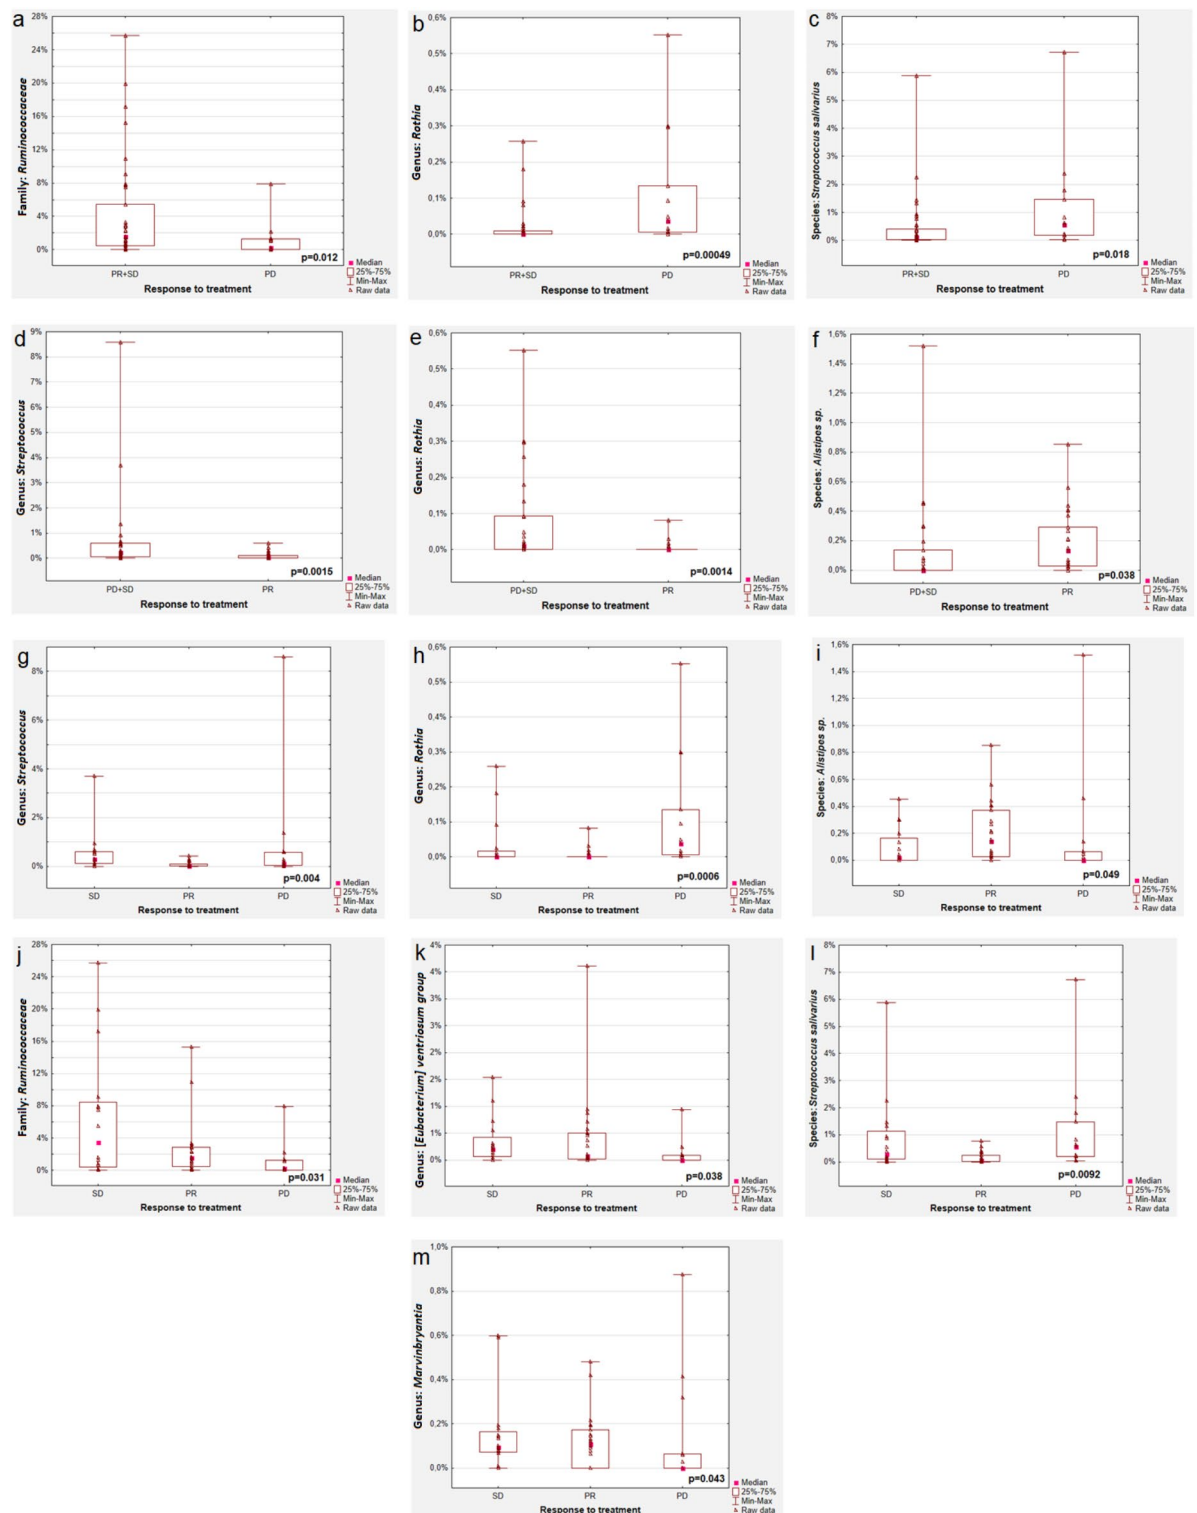 a
28%
24%
20%
16%
12%
8%
4%
0%
Family: Ruminococcaceae
PR+SD
PD
p=0.012
Response to treatment
Median
25%-75%
Min-Max
Raw data
b
0,6%
0,5%
0,4%
0,3%
0,2%
0,1%
0,0%
Genus: Rothia
PR+SD
PD
p=0.00049
Response to treatment
Median
25%-75%
Min-Max
Raw data
c
8%
7%
6%
5%
4%
3%
2%
1%
0%
Species: Streptococcus salivarius
PR+SD
PD
p=0.018
Response to treatment
Median
25%-75%
Min-Max
Raw data
d
9%
8%
7%
6%
5%
4%
3%
2%
1%
0%
Genus: Streptococcus
PD+SD
PR
p=0.0015
Response to treatment
Median
25%-75%
Min-Max
Raw data
e
0,6%
0,5%
0,4%
0,3%
0,2%
0,1%
0,0%
Genus: Rothia
PD+SD
PR
p=0.0014
Response to treatment
Median
25%-75%
Min-Max
Raw data
f
1,6%
1,4%
1,2%
1,0%
0,8%
0,6%
0,4%
0,2%
0,0%
Species: Alistipes sp.
PD+SD
PR
p=0.038
Response to treatment
Median
25%-75%
Min-Max
Raw data
g
8%
6%
4%
2%
0%
Genus: Streptococcus
SD
PR
PD
p=0.004
Response to treatment
Median
25%-75%
Min-Max
Raw data
h
0,6%
0,5%
0,4%
0,3%
0,2%
0,1%
0,0%
Genus: Rothia
SD
PR
PD
p=0.0006
Response to treatment
Median
25%-75%
Min-Max
Raw data
i
1,6%
1,4%
1,2%
1,0%
0,8%
0,6%
0,4%
0,2%
0,0%
Species: Alistipes sp.
SD
PR
PD
p=0.049
Response to treatment
Median
25%-75%
Min-Max
Raw data
j
28%
24%
20%
16%
12%
8%
4%
0%
Family: Ruminococcaceae
SD
PR
PD
p=0.031
Response to treatment
Median
25%-75%
Min-Max
Raw data
k
4%
4%
3%
2%
2%
1%
1%
0%
0%
Genus: [Eubacterium] ventriosum group
SD
PR
PD
p=0.038
Response to treatment
Median
25%-75%
Min-Max
Raw data
l
8%
7%
6%
5%
4%
3%
2%
1%
0%
Species: Streptococcus salivarius
SD
PR
PD
p=0.0092
Response to treatment
Median
25%-75%
Min-Max
Raw data
m
1,0%
0,8%
0,6%
0,4%
0,2%
0,0%
Genus: Marvinbryantia
SD
PR
PD
p=0.043
Response to treatment
Median
25%-75%
Min-Max
Raw data